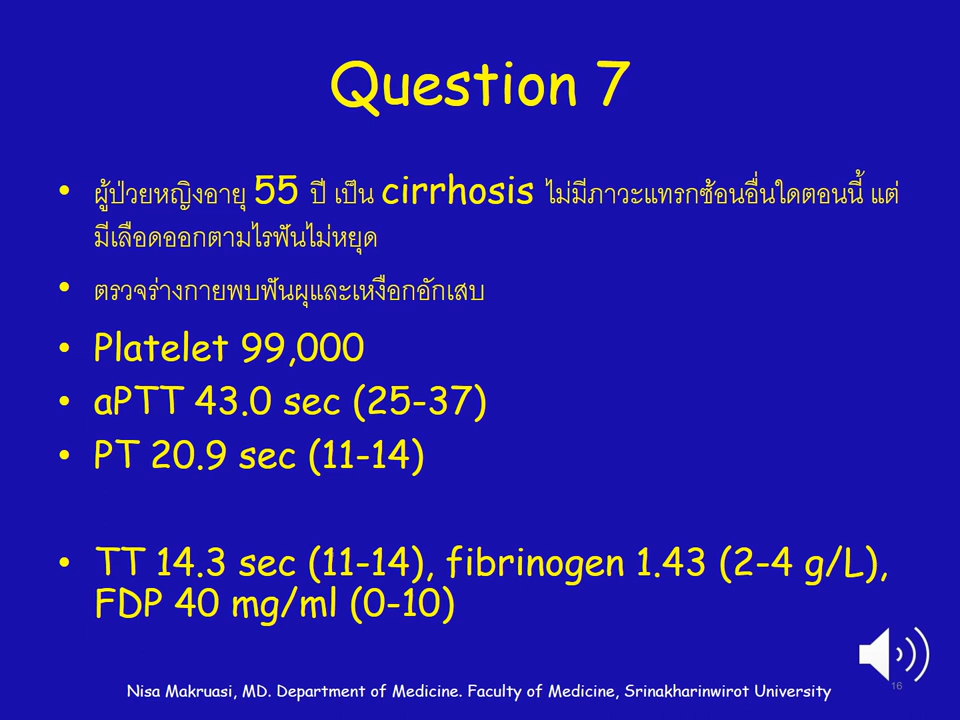 Question 7
• ผู้ป่วยหญิงอายุ 55 ปี เป็น cirrhosis ไม่มีภาวะแทรกซ้อนอื่นใดตอนนี้ แต่
มีเลือดออกตามไรฟันไม่หยุด
• ตรวจร่างกายพบฟันผุและเหงือกอักเสบ
• Platelet 99,000
• aPTT 43.0 sec (25-37)
• PT 20.9 sec (11-14)
• TT 14.3 sec (11-14), fibrinogen 1.43 (2-4 g/L),
FDP 40 mg/ml (0-10)
Nisa Makruasi, MD. Department of Medicine. Faculty of Medicine, Srinakharinwirot University
16